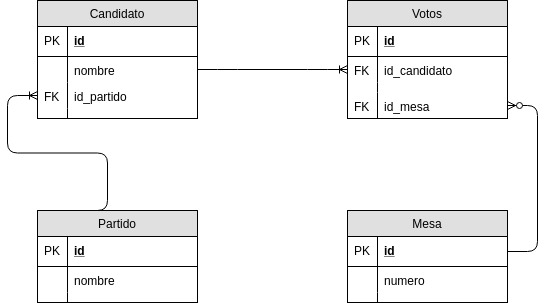 Candidato
PK id
nombre
FK id_partido
Votos
PK id
FK id_candidato
FK id_mesa
Partido
PK id
nombre
Mesa
PK id
numero